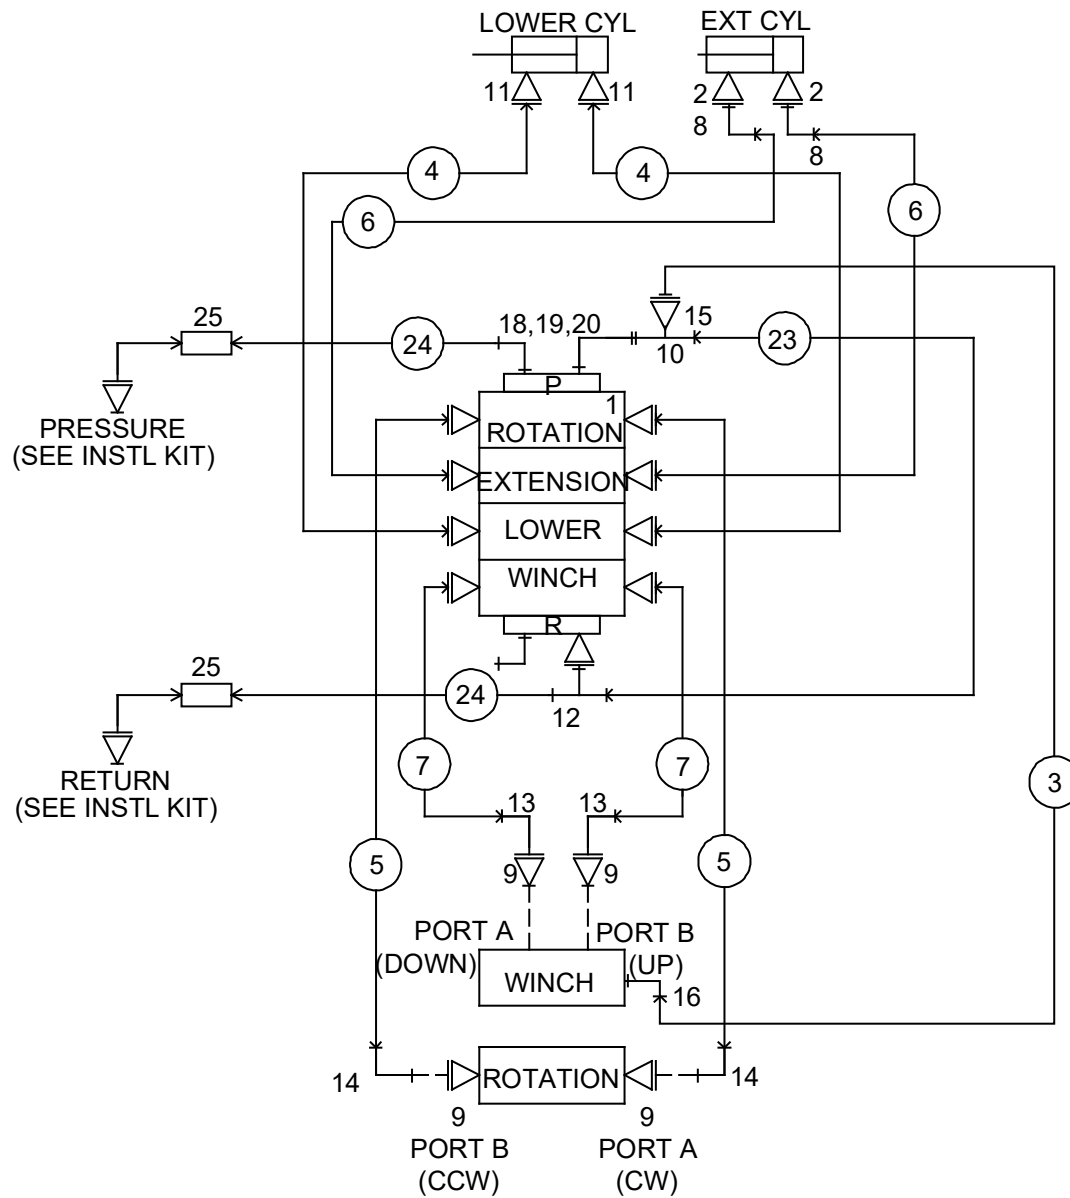 LOWER CYL
EXT CYL
11
11
2
2
8
8
4
4
6
6
25
24
18,19,20
15
10
23
P
1
PRESSURE
(SEE INSTL KIT)
ROTATION
EXTENSION
LOWER
WINCH
R
25
24
12
RETURN
(SEE INSTL KIT)
7
7
3
13
13
5
9
9
5
PORT A
(DOWN)
PORT B
(UP)
WINCH
16
14
ROTATION
14
9
PORT B
(CCW)
9
PORT A
(CW)